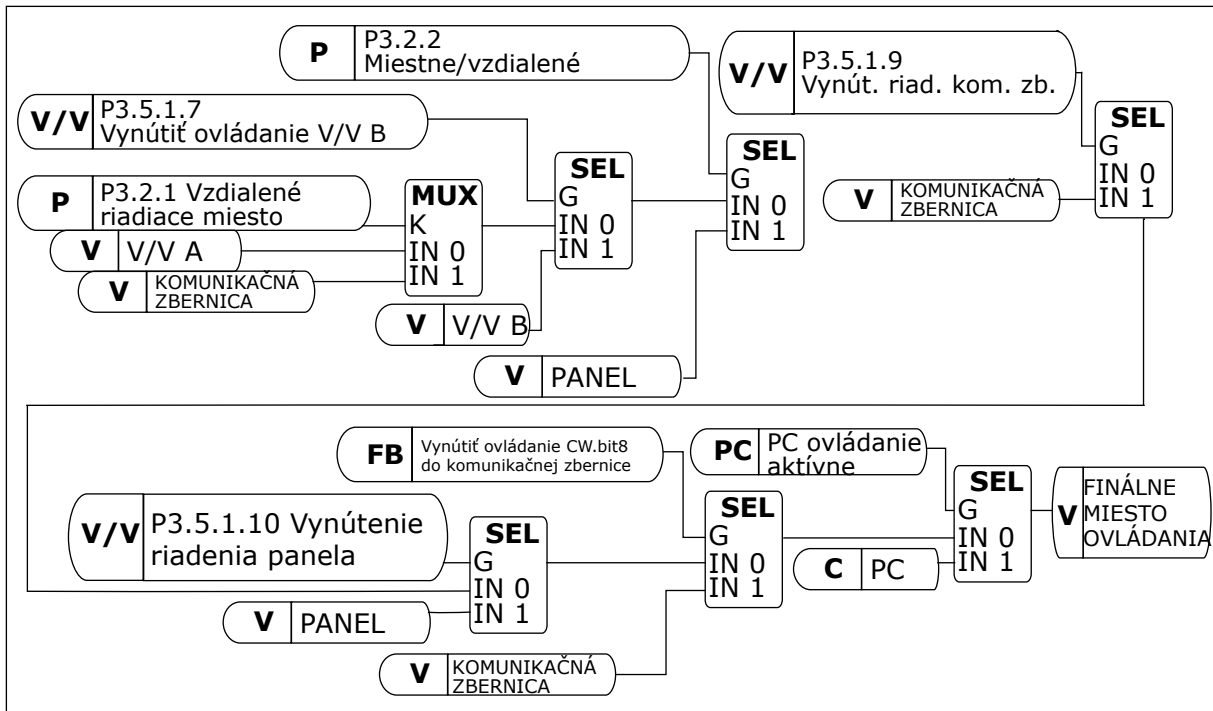 P
P3.2.2
Miestne/vzdialené
V/V
P3.5.1.9
Vynút. riad. kom. zb.
V/V
P3.5.1.7
Vynútiť ovládanie V/V B
SEL
G
IN 0
IN 1
SEL
G
IN 0
IN 1
SEL
G
IN 0
IN 1
P
P3.2.1 Vzdialené
riadiace miesto
MUX
K
IN 0
IN 1
V
KOMUNIKAČNÁ
ZBERNICA
V
V/V A
V
KOMUNIKAČNÁ
ZBERNICA
V
V/V B
V
PANEL
FB
Vynútiť ovládanie CW.bit8
do komunikačnej zbernice
PC
PC ovládanie
aktívne
SEL
G
IN 0
IN 1
V
FINÁLNE
MIESTO
OVLÁDANIA
V/V
P3.5.1.10 Vynútenie
riadenia panela
SEL
G
IN 0
IN 1
SEL
G
IN 0
IN 1
C
PC
V
PANEL
V
KOMUNIKAČNÁ
ZBERNICA